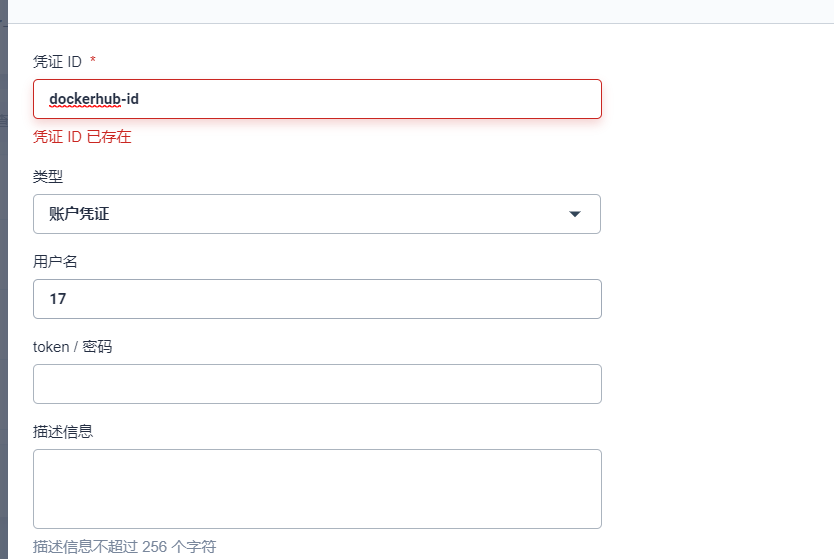 凭证 ID *
dockerhub-id
凭证 ID 已存在
类型
账户凭证
用户名
17
token / 密码
描述信息
描述信息不超过 256 个字符